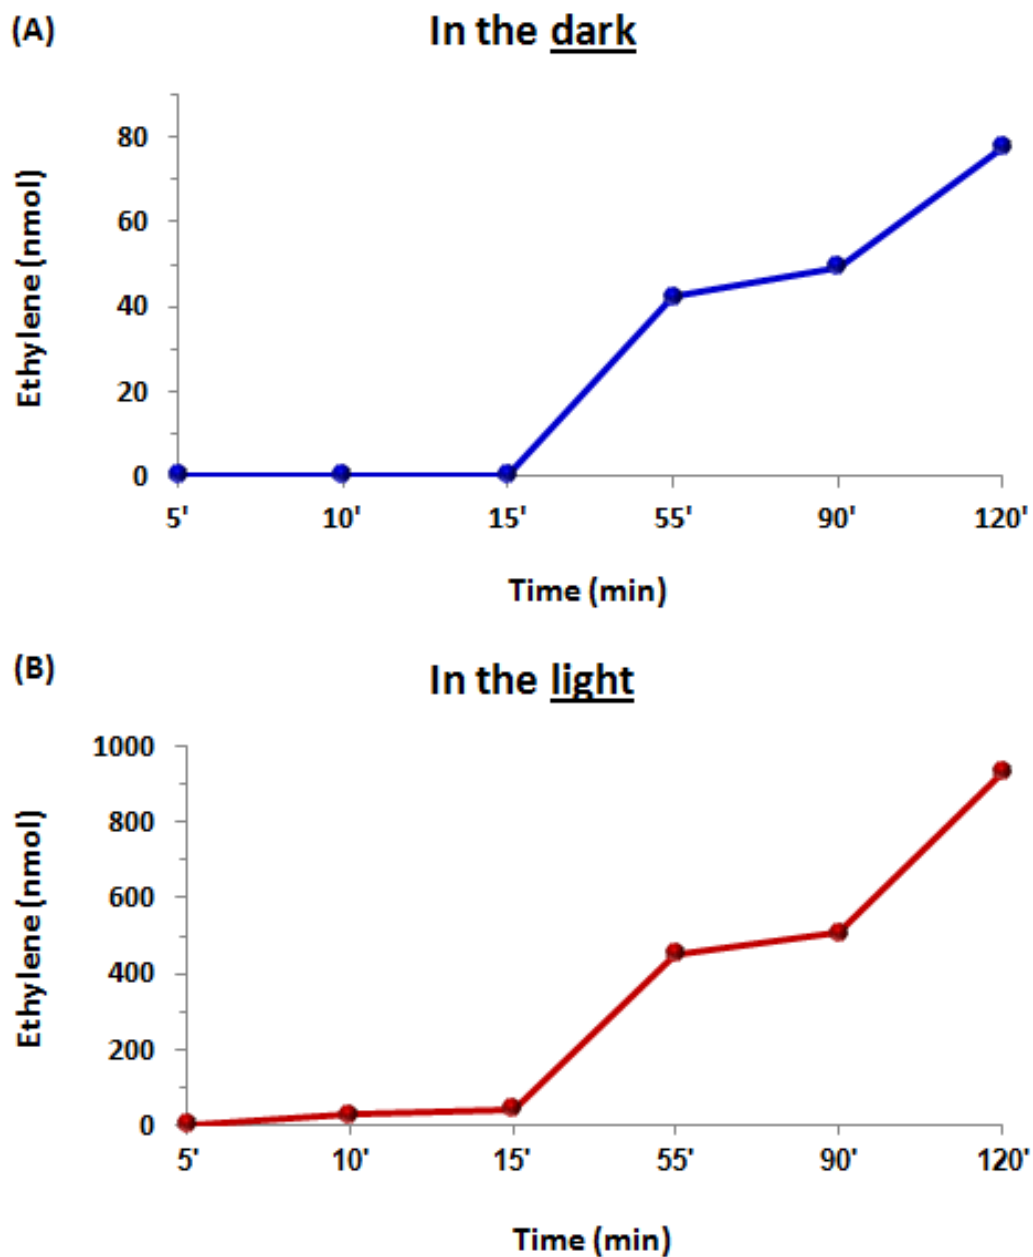 (A)
In the dark
Ethylene (nmol)
80
60
40
20
0
5' 10' 15' 55' 90' 120'
Time (min)
(B)
In the light
Ethylene (nmol)
1000
800
600
400
200
0
5' 10' 15' 55' 90' 120'
Time (min)